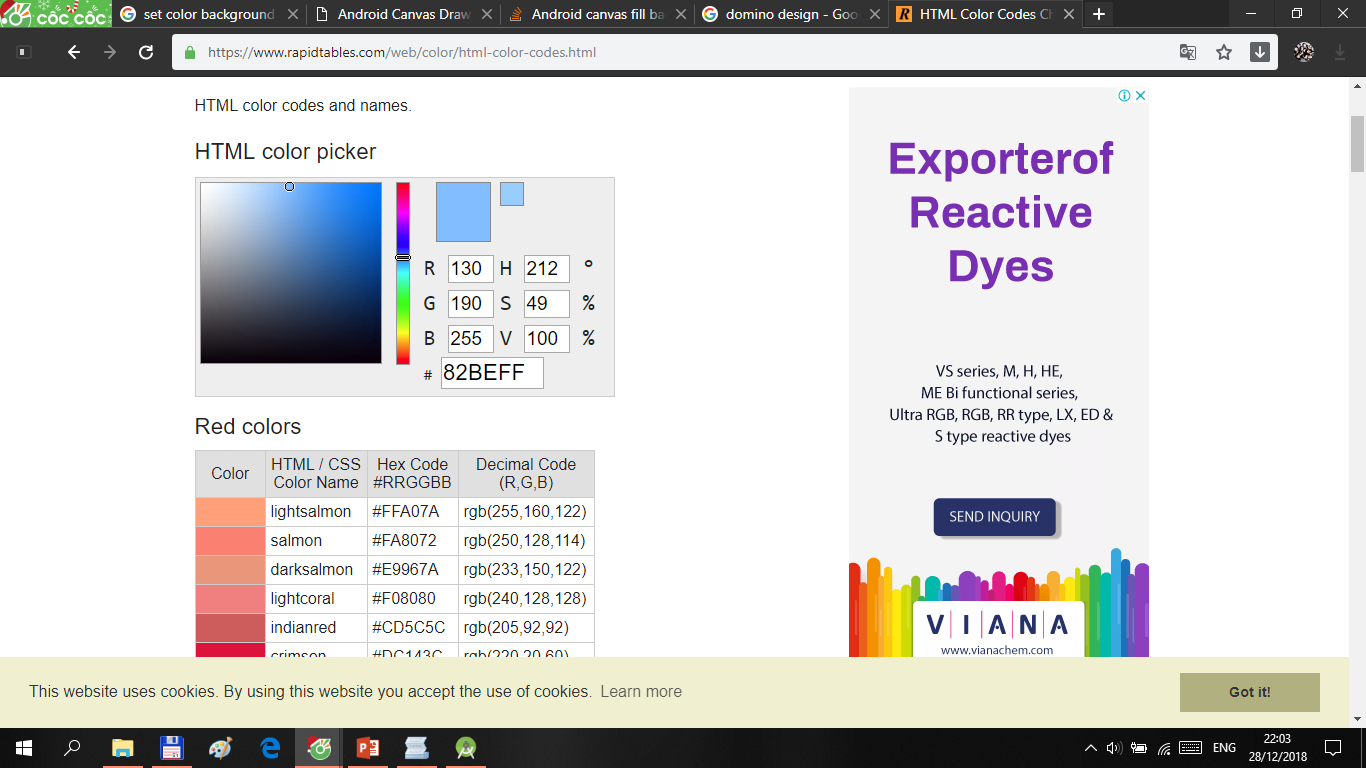 cốc cốc
set color background
Android Canvas Draw
Android canvas fill ba
domino design - Goo
HTML Color Codes Ch
https://www.rapidtables.com/web/color/html-color-codes.html
HTML color codes and names.
HTML color picker
R 130 H 212 °
G 190 S 49 %
B 255 V 100 %
# 82BEFF
Red colors
Color HTML / CSS Color Name Hex Code #RRGGBB Decimal Code (R,G,B)
lightsalmon #FFA07A rgb(255,160,122)
salmon #FA8072 rgb(250,128,114)
darksalmon #E9967A rgb(233,150,122)
lightcoral #F08080 rgb(240,128,128)
indianred #CD5C5C rgb(205,92,92)
crimson #DC143C rgb(220,20,60)
Exporterof
Reactive
Dyes
VS series, M, H, HE,
ME Bi functional series,
Ultra RGB, RGB, RR type, LX, ED &
S type reactive dyes
SEND INQUIRY
V I A N A
www.vianachem.com
This website uses cookies. By using this website you accept the use of cookies. Learn more
Got it!
ENG
22:03
28/12/2018